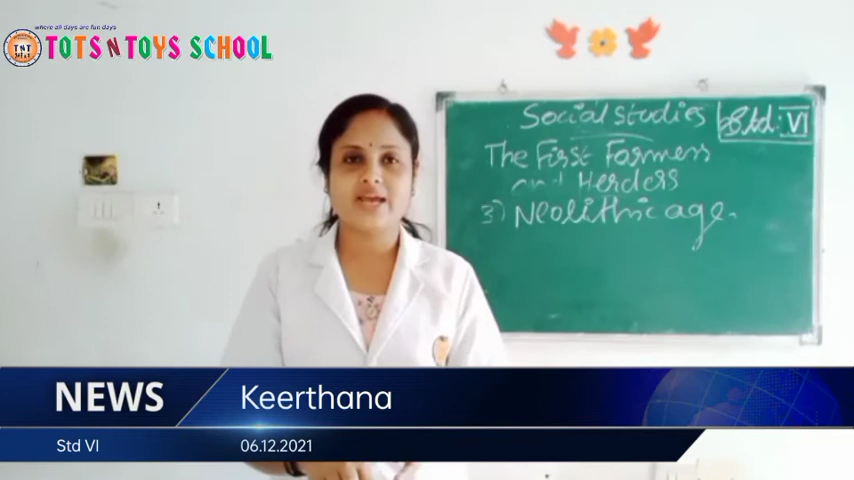 where all days are fun days
TNT
TOTS N TOYS SCHOOL
Social studies
Std: VI
The First Farmers
and Herders
3) Neolithic age.
NEWS
Keerthana
Std VI
06.12.2021